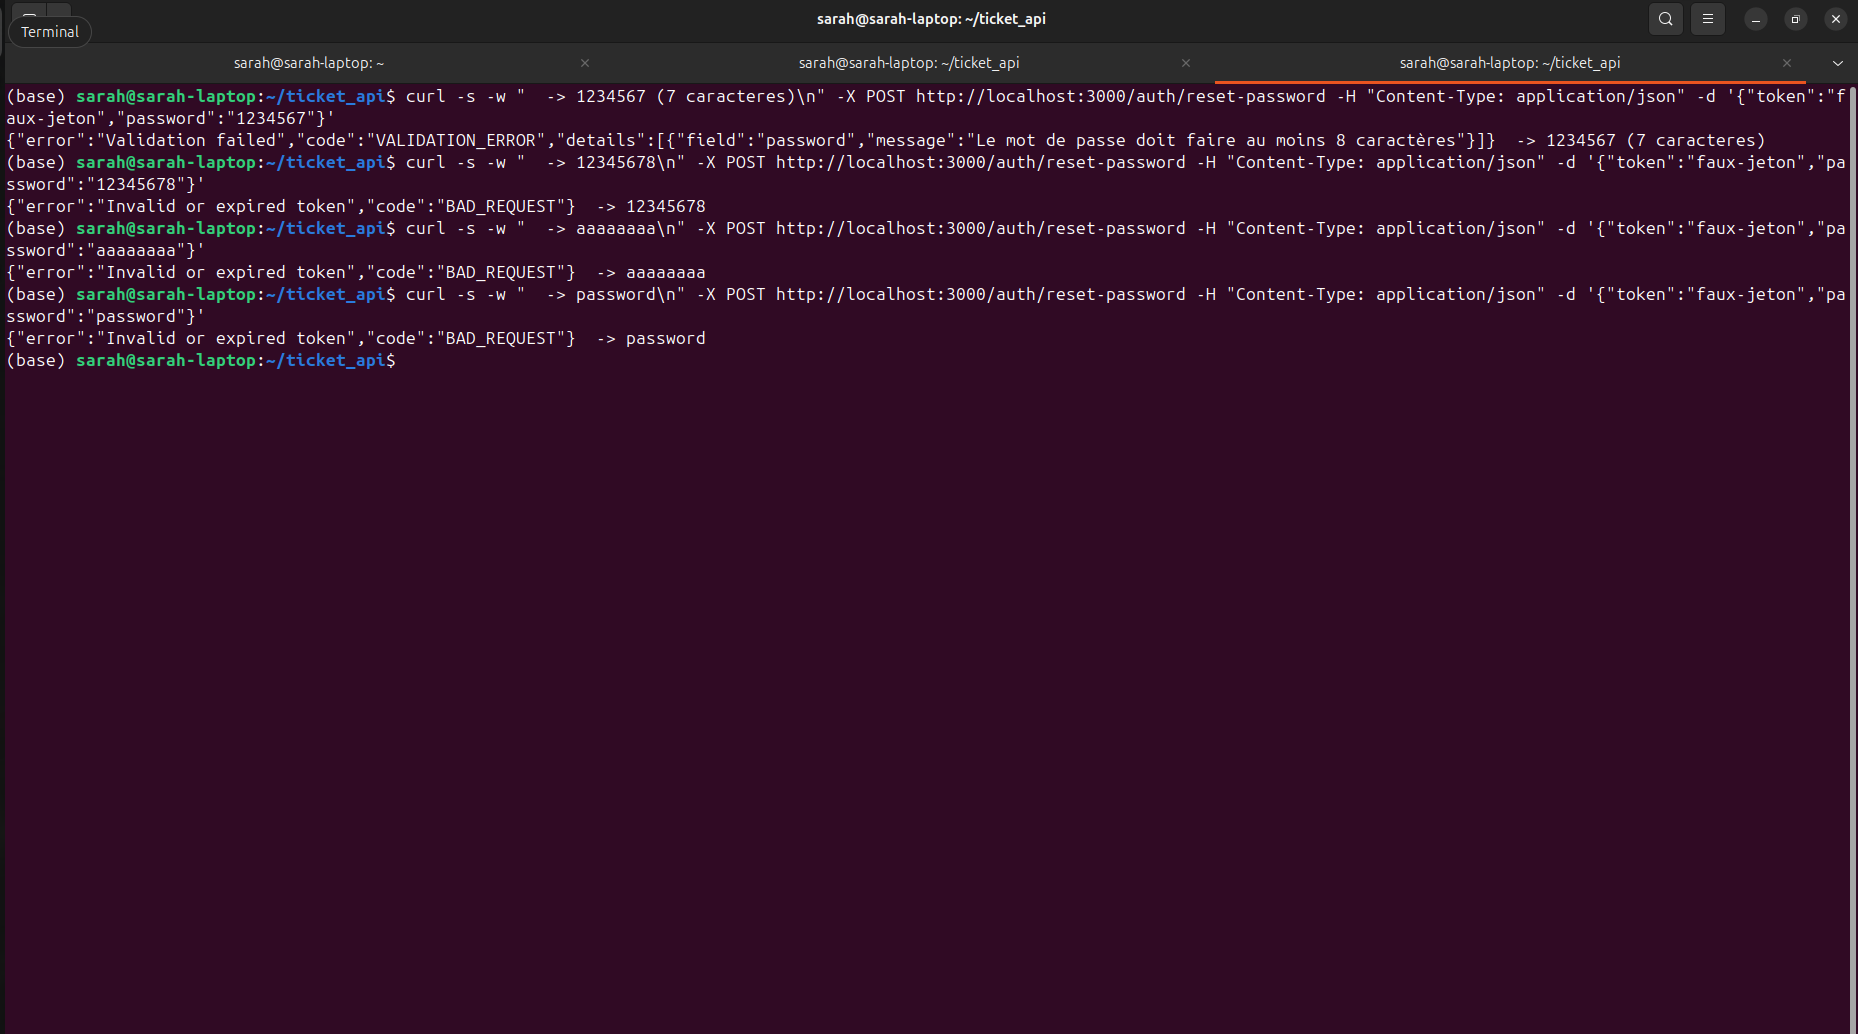 sarah@sarah-laptop: ~/ticket_api
Terminal
sarah@sarah-laptop: ~
sarah@sarah-laptop: ~/ticket_api
sarah@sarah-laptop: ~/ticket_api
(base) sarah@sarah-laptop:~/ticket_api$ curl -s -w "  -> 1234567 (7 caracteres)\n" -X POST http://localhost:3000/auth/reset-password -H "Content-Type: application/json" -d '{"token":"f
aux-jeton","password":"1234567"}'
{"error":"Validation failed","code":"VALIDATION_ERROR","details":[{"field":"password","message":"Le mot de passe doit faire au moins 8 caractères"}]}  -> 1234567 (7 caracteres)
(base) sarah@sarah-laptop:~/ticket_api$ curl -s -w "  -> 12345678\n" -X POST http://localhost:3000/auth/reset-password -H "Content-Type: application/json" -d '{"token":"faux-jeton","pa
ssword":"12345678"}'
{"error":"Invalid or expired token","code":"BAD_REQUEST"}  -> 12345678
(base) sarah@sarah-laptop:~/ticket_api$ curl -s -w "  -> aaaaaaaa\n" -X POST http://localhost:3000/auth/reset-password -H "Content-Type: application/json" -d '{"token":"faux-jeton","pa
ssword":"aaaaaaaa"}'
{"error":"Invalid or expired token","code":"BAD_REQUEST"}  -> aaaaaaaa
(base) sarah@sarah-laptop:~/ticket_api$ curl -s -w "  -> password\n" -X POST http://localhost:3000/auth/reset-password -H "Content-Type: application/json" -d '{"token":"faux-jeton","pa
ssword":"password"}'
{"error":"Invalid or expired token","code":"BAD_REQUEST"}  -> password
(base) sarah@sarah-laptop:~/ticket_api$